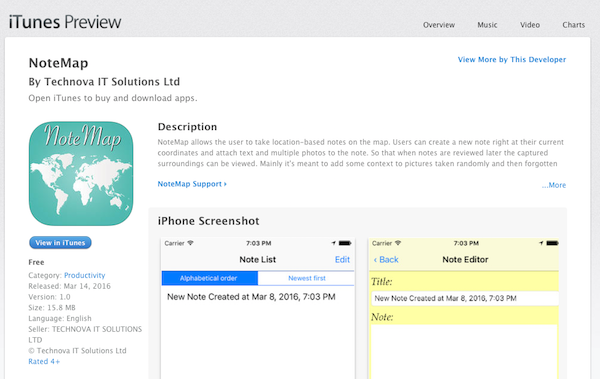 iTunes Preview
Overview Music Video Charts
NoteMap
View More by This Developer
By Technova IT Solutions Ltd
Open iTunes to buy and download apps.
NoteMap
View in iTunes
Free
Category: Productivity
Released: Mar 14, 2016
Version: 1.0
Size: 15.8 MB
Language: English
Seller: TECHNOVA IT SOLUTIONS
LTD
© Technova IT Solutions Ltd
Rated 4+
Description
NoteMap allows the user to take location-based notes on the map. Users can create a new note right at their current
coordinates and attach text and multiple photos to the note. So that when notes are reviewed later the captured
surroundings can be viewed. Mainly it's meant to add some context to pictures taken randomly and then forgotten
NoteMap Support
...More
iPhone Screenshot
Carrier 7:03 PM
Note List Edit
Alphabetical order Newest first
New Note Created at Mar 8, 2016, 7:03 PM
Carrier 7:03 PM
‹ Back Note Editor
Title:
New Note Created at Mar 8, 2016, 7:03 PM
Note: